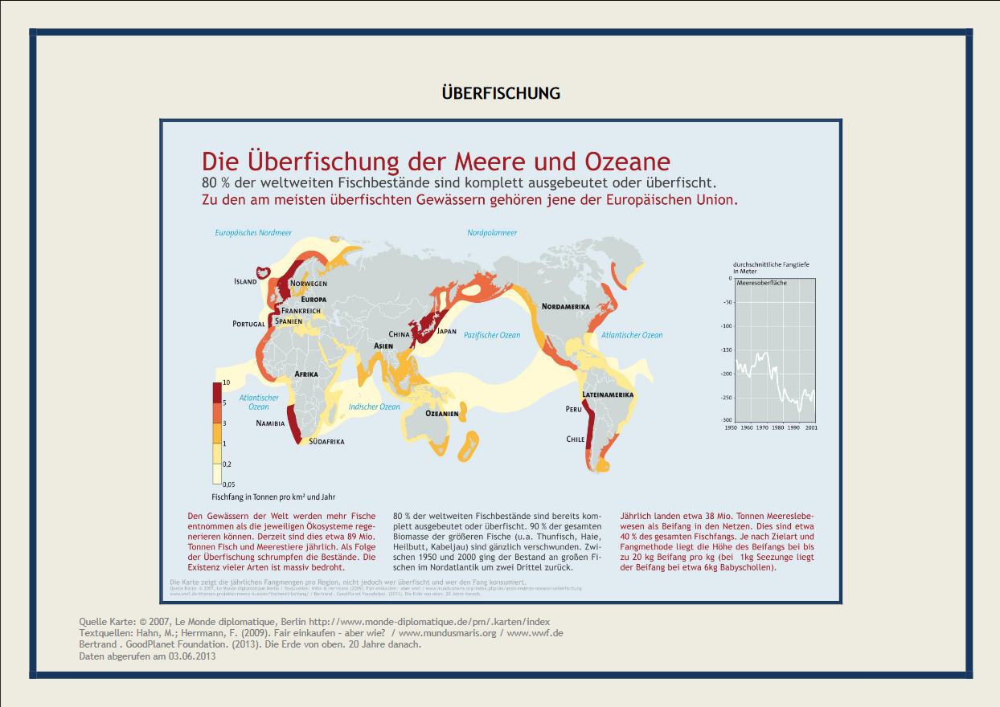 ÜBERFISCHUNG
Die Überfischung der Meere und Ozeane
80 % der weltweiten Fischbestände sind komplett ausgebeutet oder überfischt.
Zu den am meisten überfischten Gewässern gehören jene der Europäischen Union.
Europäisches Nordmeer
Nordpolarmeer
ISLAND
NORWEGEN
EUROPA
FRANKREICH
PORTUGAL
SPANIEN
CHINA
JAPAN
ASIEN
Pazifischer Ozean
NORDAMERIKA
Atlantischer Ozean
AFRIKA
Atlantischer
Ozean
Indischer Ozean
OZEANIEN
LATEINAMERIKA
PERU
CHILE
NAMIBIA
SÜDAFRIKA
10
5
3
1
0,2
0,05
Fischfang in Tonnen pro km² und Jahr
durchschnittliche Fangtiefe
in Meter
Meeresoberfläche
0
-50
-100
-150
-200
-250
-300
1950 1960 1970 1980 1990 2001
Den Gewässern der Welt werden mehr Fische
entnommen als die jeweiligen Ökosysteme rege-
nerieren können. Derzeit sind dies etwa 89 Mio.
Tonnen Fisch und Meerestiere jährlich. Als Folge
der Überfischung schrumpfen die Bestände. Die
Existenz vieler Arten ist massiv bedroht.
80 % der weltweiten Fischbestände sind bereits kom-
plett ausgebeutet oder überfischt. 90 % der gesamten
Biomasse der größeren Fische (u.a. Thunfisch, Haie,
Heilbutt, Kabeljau) sind gänzlich verschwunden. Zwi-
schen 1950 und 2000 ging der Bestand an großen Fi-
schen im Nordatlantik um zwei Drittel zurück.
Jährlich landen etwa 38 Mio. Tonnen Meereslebe-
wesen als Beifang in den Netzen. Dies sind etwa
40 % des gesamten Fischfangs. Je nach Zielart und
Fangmethode liegt die Höhe des Beifangs bei bis
zu 20 kg Beifang pro kg (bei 1kg Seezunge liegt
der Beifang bei etwa 6kg Babyschollen).
Die Karte zeigt die jährlichen Fangmengen pro Region, nicht jedoch wer überfischt und wer den Fang konsumiert.
Quelle Karte: © 2007, Le Monde diplomatique, Berlin http://www.monde-diplomatique.de/pm/.karten/index
Textquellen: Hahn, M.; Herrmann, F. (2009). Fair einkaufen – aber wie? / www.mundusmaris.org / www.wwf.de
Bertrand . GoodPlanet Foundation. (2013). Die Erde von oben. 20 Jahre danach.
Daten abgerufen am 03.06.2013